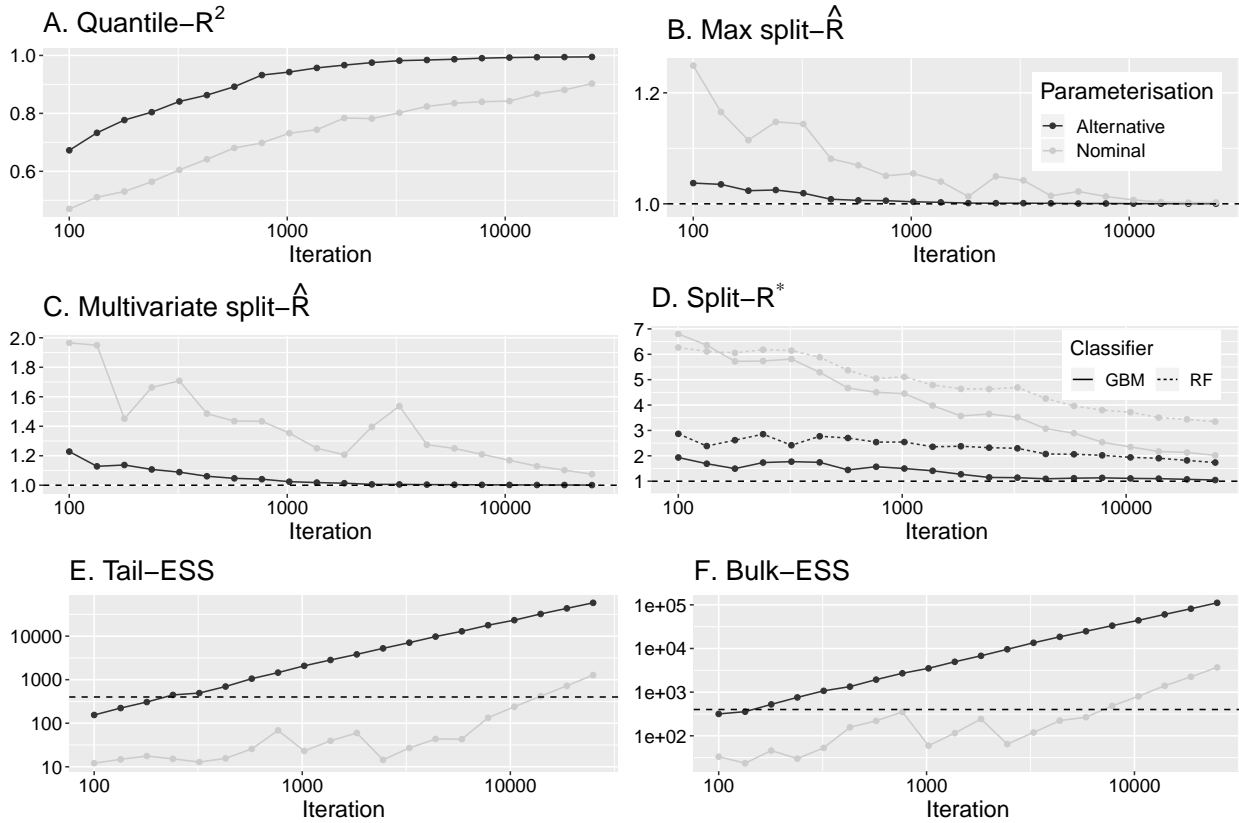 A. Quantile−R²
1.0
0.8
0.6
100 1000 10000
Iteration
B. Max split−R̂
1.2
1.0
Parameterisation
Alternative
Nominal
100 1000 10000
Iteration
C. Multivariate split−R̂
2.0
1.8
1.6
1.4
1.2
1.0
100 1000 10000
Iteration
D. Split−R*
7
6
5
4
3
2
1
Classifier
GBM RF
100 1000 10000
Iteration
E. Tail−ESS
10000
1000
100
10
100 1000 10000
Iteration
F. Bulk−ESS
1e+05
1e+04
1e+03
1e+02
100 1000 10000
Iteration